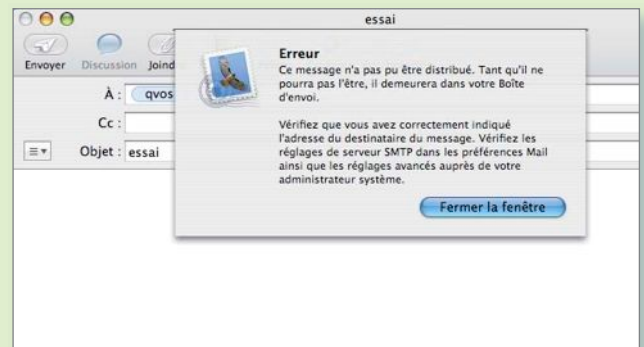 essai
Envoyer
Discussion
Erreur
Ce message n'a pas pu être distribué. Tant qu'il ne
pourra pas l'être, il demeurera dans votre Boîte
d'envoi.
Vérifiez que vous avez correctement indiqué
l'adresse du destinataire du message. Vérifiez les
réglages de serveur SMTP dans les préférences Mail
ainsi que les réglages avancés auprès de votre
administrateur système.
Fermer la fenêtre
À :
Cc :
Objet : essai